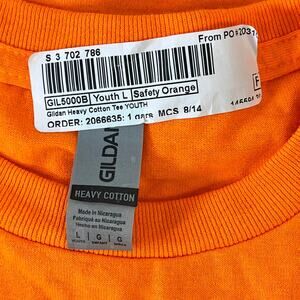 S 3 702 786
From PO #203
GIL5000B Youth L Safety Orange
Gildan Heavy Cotton Tee YOUTH
ORDER: 2066635: 1 gars MCS 8/14
GILDAN
HEAVY COTTON
Made in Nicaragua
Fabriqué au Nicaragua
Hecho en Nicaragua
L G G